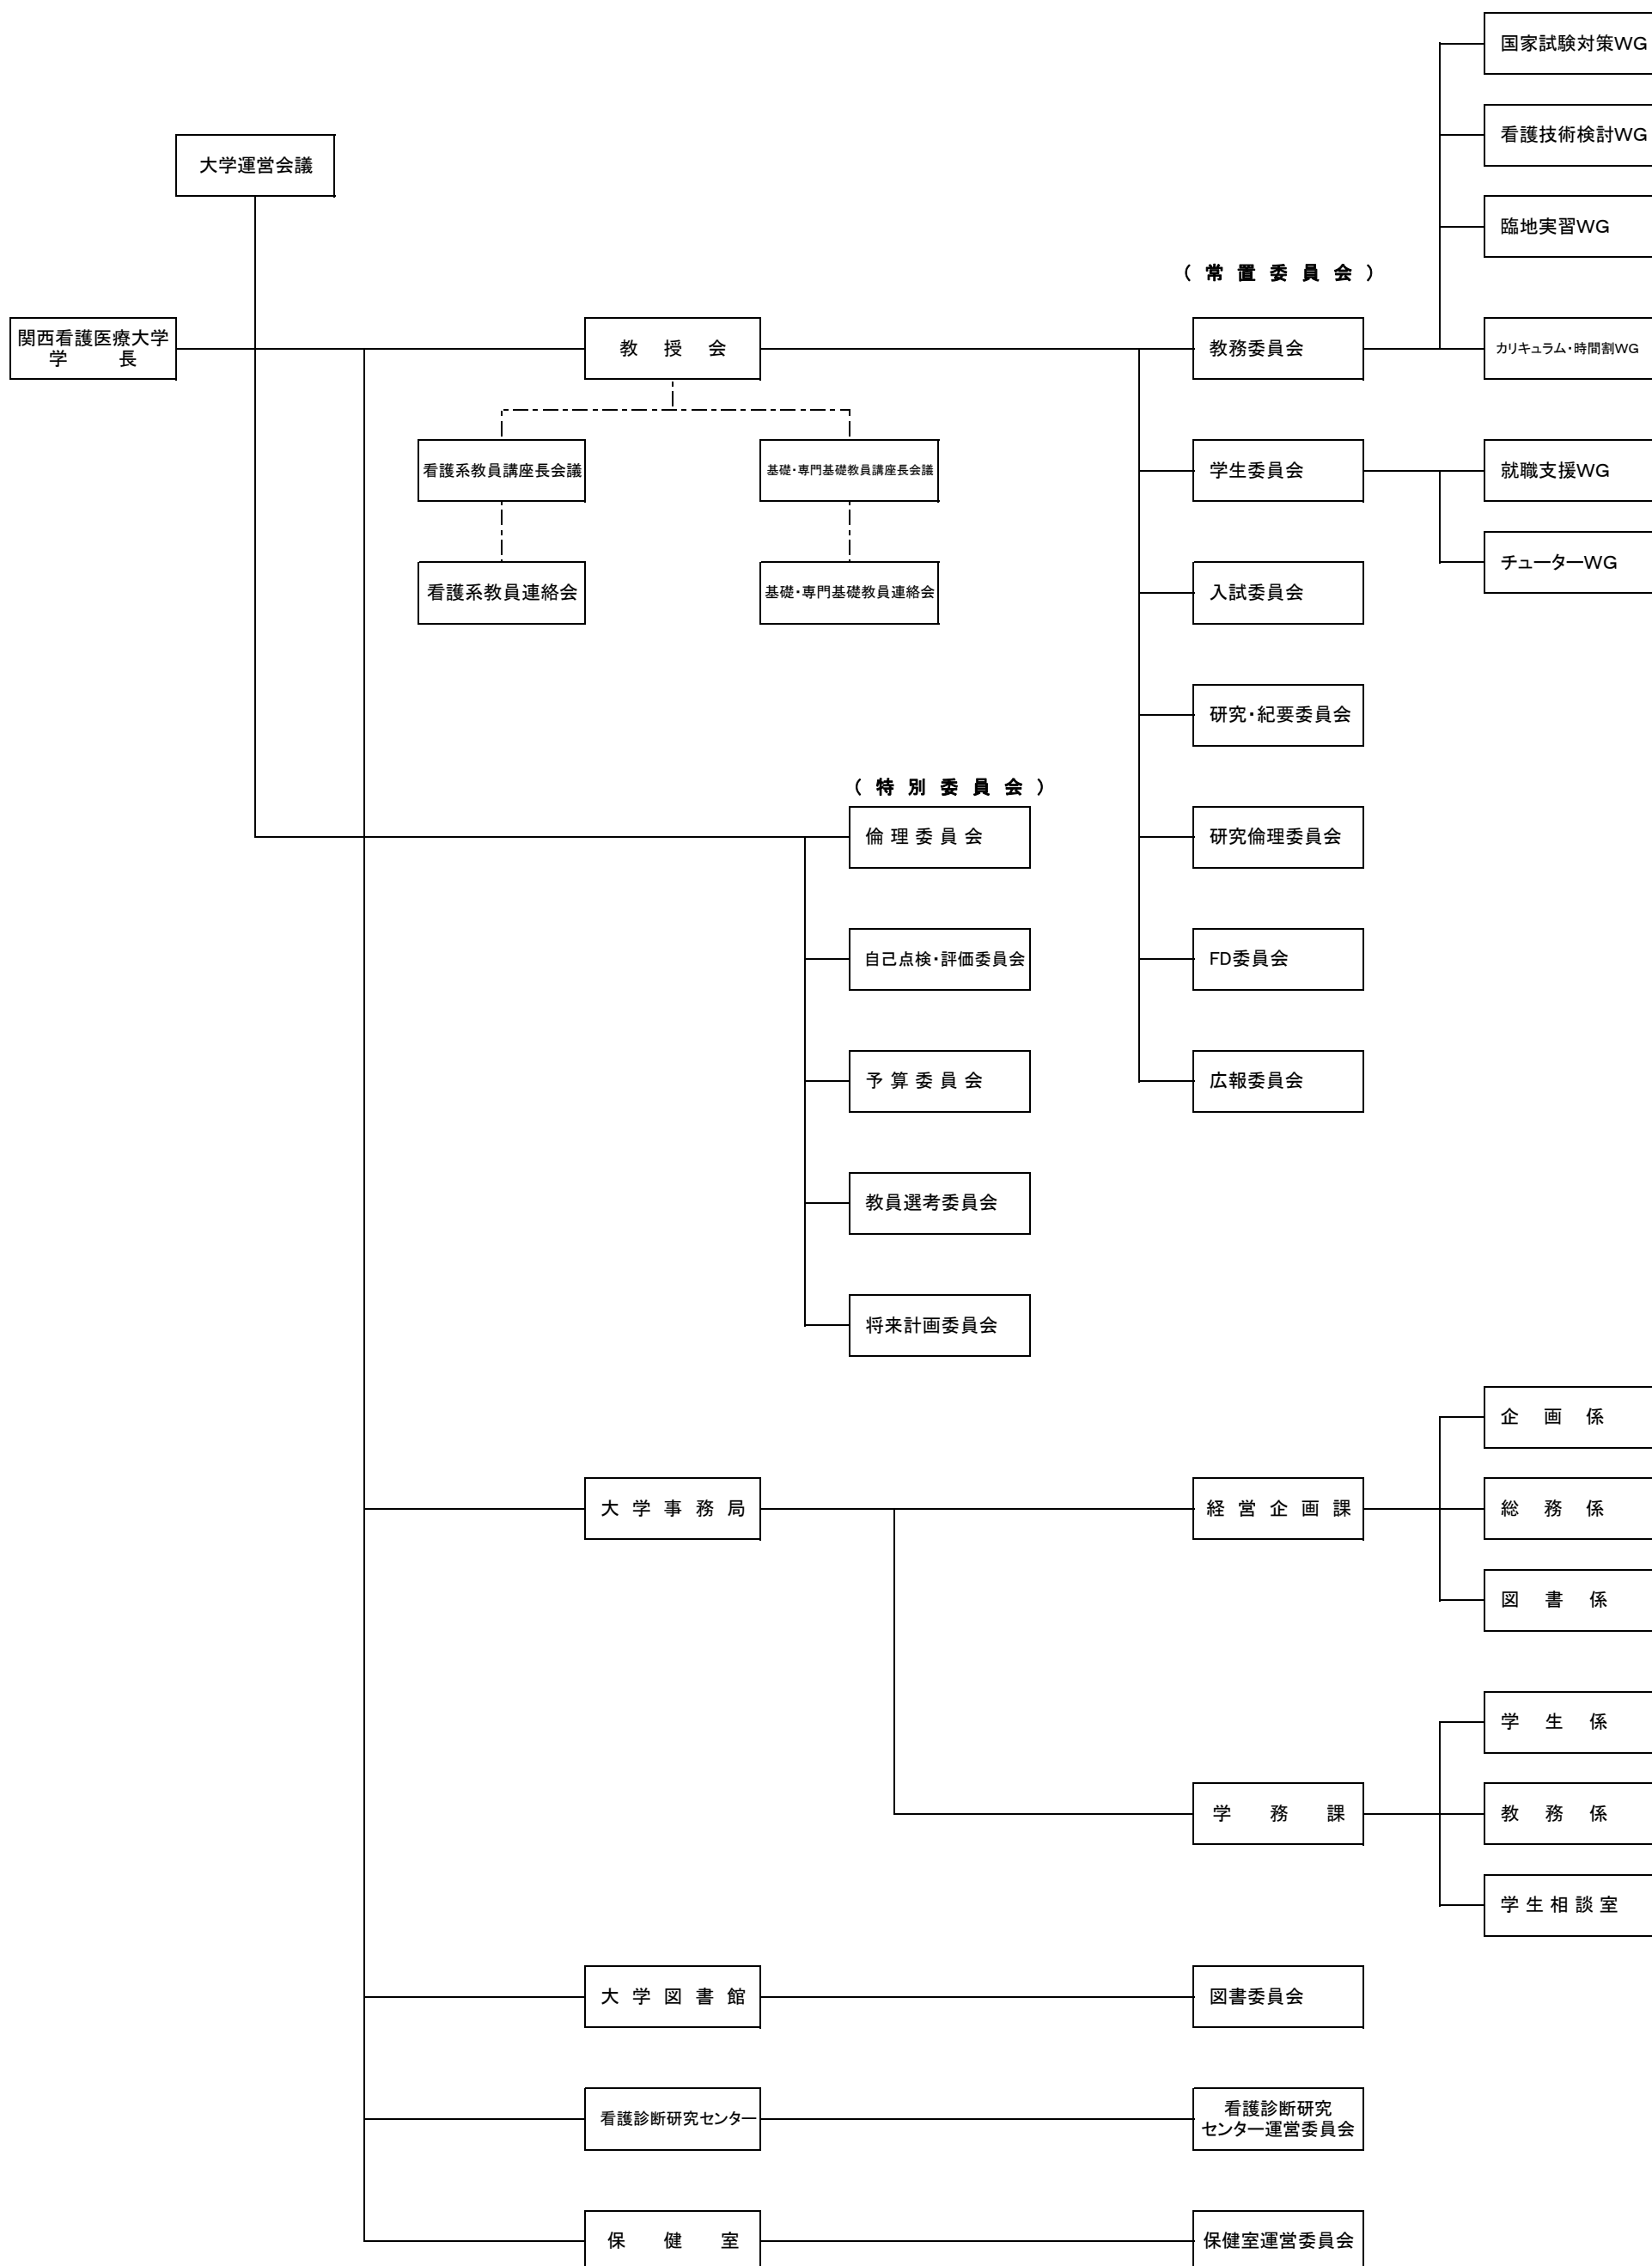 国家試験対策WG
看護技術検討WG
大学運営会議
臨地実習WG
(常置委員会)
関西看護医療大学
学長
教授会
教務委員会
カリキュラム・時間割WG
看護系教員講座長会議
基礎・専門基礎教員講座長会議
学生委員会
就職支援WG
チューターWG
看護系教員連絡会
基礎・専門基礎教員連絡会
入試委員会
研究・紀要委員会
(特別委員会)
倫理委員会
研究倫理委員会
自己点検・評価委員会
FD委員会
予算委員会
広報委員会
教員選考委員会
将来計画委員会
企画係
大学事務局
経営企画課
総務係
図書係
学生係
学務課
教務係
学生相談室
大学図書館
図書委員会
看護診断研究センター
看護診断研究
センター運営委員会
保健室
保健室運営委員会